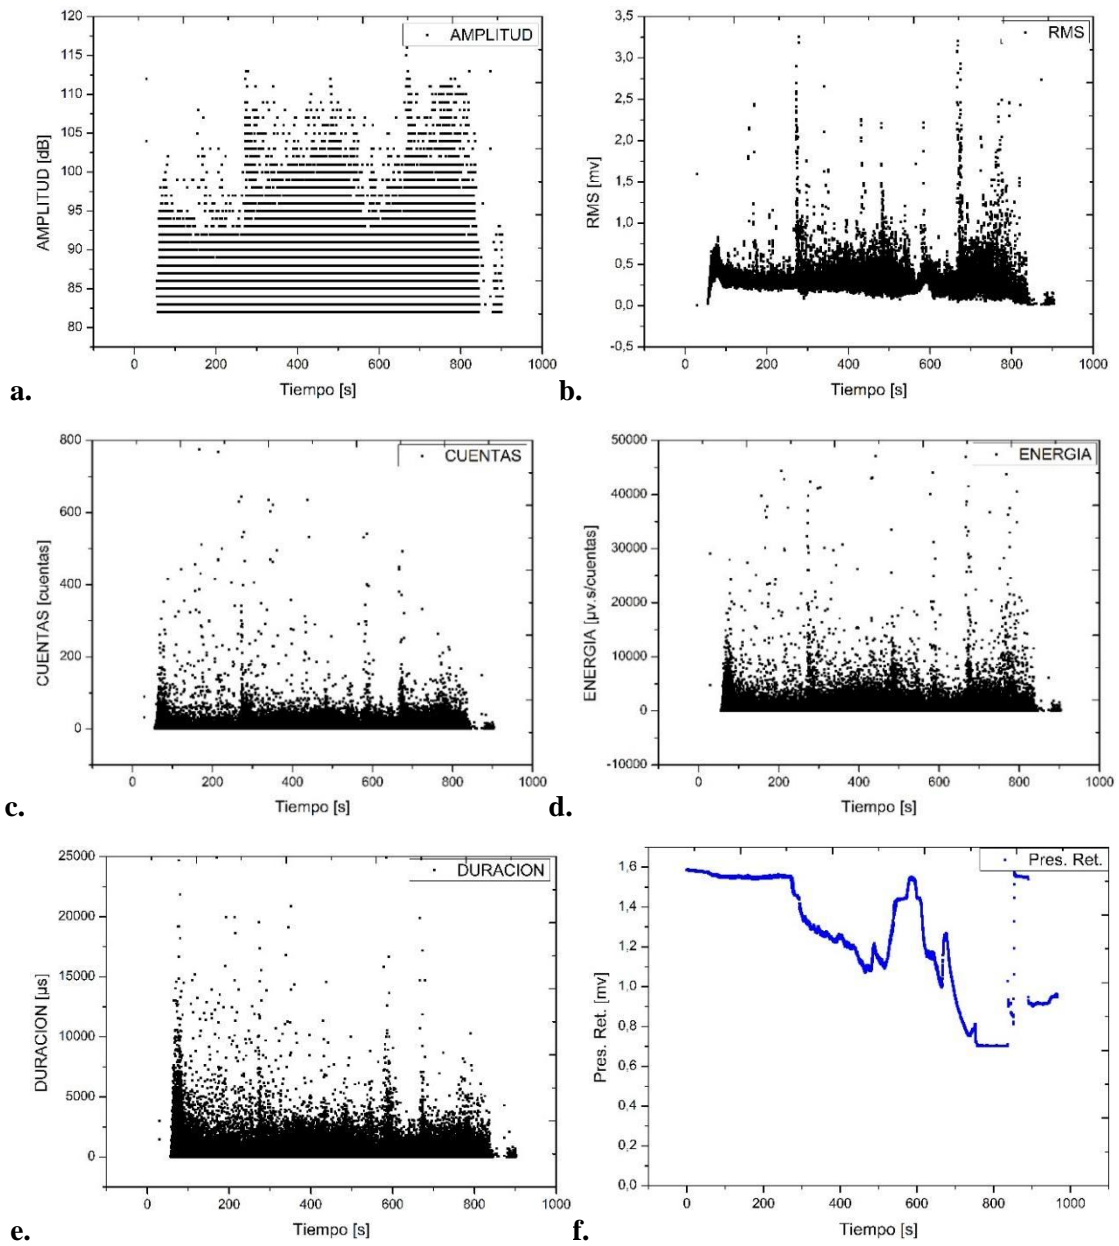 120
115
110
105
100
95
90
85
80
AMPLITUD [dB]
AMPLITUD
0 200 400 600 800 1000
Tiempo [s]
a.
3,5
3,0
2,5
2,0
1,5
1,0
0,5
0,0
-0,5
RMS [mv]
RMS
0 200 400 600 800 1000
Tiempo [s]
b.
800
600
400
200
0
CUENTAS [cuentas]
CUENTAS
0 200 400 600 800 1000
Tiempo [s]
c.
50000
40000
30000
20000
10000
0
-10000
ENERGIA [µv.s/cuentas]
ENERGIA
0 200 400 600 800 1000
Tiempo [s]
d.
25000
20000
15000
10000
5000
0
DURACION [µs]
DURACION
0 200 400 600 800 1000
Tiempo [s]
e.
1,6
1,4
1,2
1,0
0,8
0,6
0,4
0,2
0,0
Pres. Ret. [mv]
Pres. Ret.
0 200 400 600 800 1000
Tiempo [s]
f.